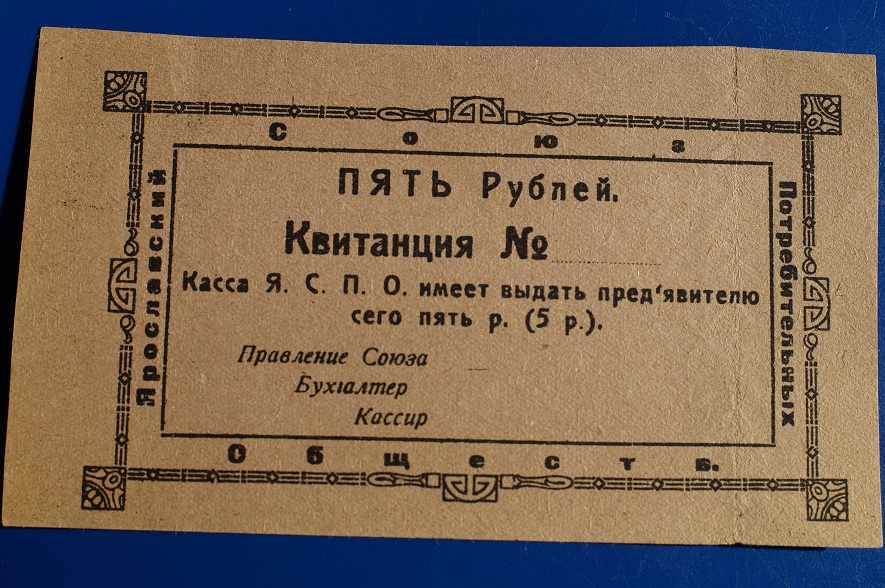 Ярославский
Союз
Потребительных
Обществ.
ПЯТЬ Рублей.
Квитанция №
Касса Я. С. П. О. имеет выдать пред'явителю
сего пять р. (5 р.).
Правление Союза
Бухгалтер
Кассир